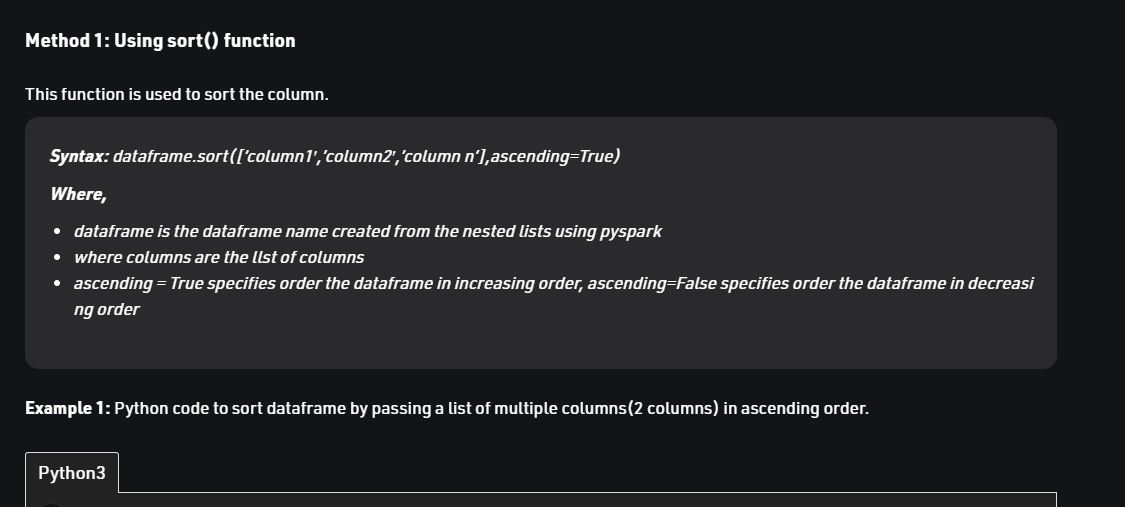 Method 1: Using sort() function
This function is used to sort the column.
Syntax: dataframe.sort([‘column1′,’column2′,’column n’],ascending=True)
Where,
• dataframe is the dataframe name created from the nested lists using pyspark
• where columns are the llst of columns
• ascending = True specifies order the dataframe in increasing order, ascending=False specifies order the dataframe in decreasi
ng order
Example 1: Python code to sort dataframe by passing a list of multiple columns(2 columns) in ascending order.
Python3